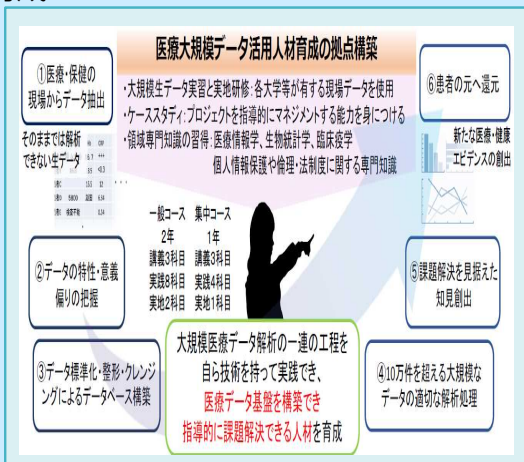 医療大規模データ活用人材育成の拠点構築
・大規模生データ実習と実地研修：各大学等が有する現場データを使用
・ケーススタディ：プロジェクトを指導的にマネジメントする能力を身につける
・領域専門知識の習得：医療情報学、生物統計学、臨床疫学
個人情報保護や倫理・法制度に関する専門知識
①医療・保健の
現場からデータ抽出
そのままでは解析
できない生データ
②データの特性・意義
偏りの把握
③データ標準化・整形・クレンジ
ングによるデータベース構築
一般コース 集中コース
2年 1年
講義3科目 講義3科目
実践8科目 実践4科目
実地2科目 実地1科目
大規模医療データ解析の一連の工程を
自ら技術を持って実践でき、
医療データ基盤を構築でき
指導的に課題解決できる人材を育成
④10万件を超える大規模な
データの適切な解析処理
⑤課題解決を見据えた
知見創出
⑥患者の元へ還元
新たな医療・健康
エビデンスの創出